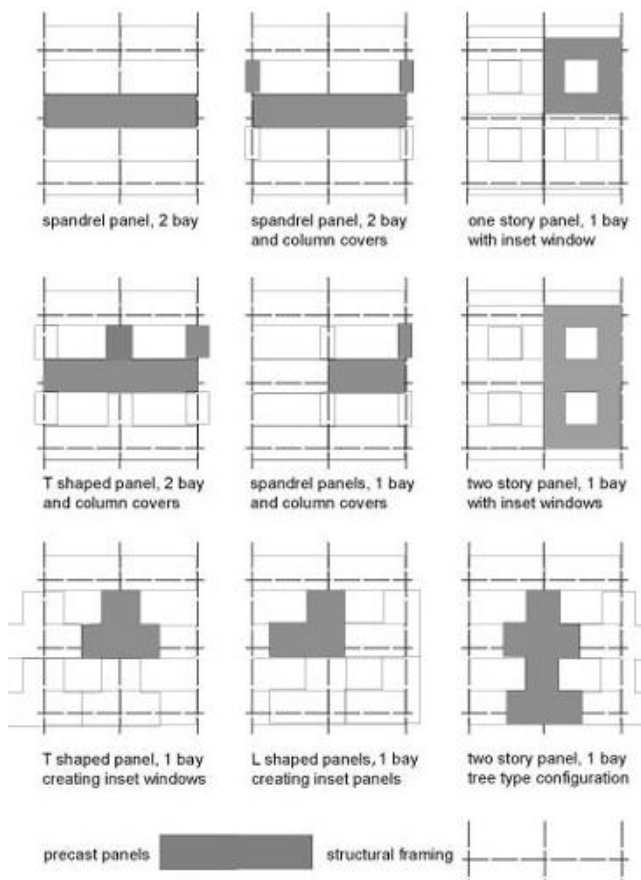 spandrel panel, 2 bay
spandrel panel, 2 bay
and column covers
one story panel, 1 bay
with inset window
T shaped panel, 2 bay
and column covers
spandrel panels, 1 bay
and column covers
two story panel, 1 bay
with inset windows
T shaped panel, 1 bay
creating inset windows
L shaped panels, 1 bay
creating inset panels
two story panel, 1 bay
tree type configuration
precast panels
structural framing